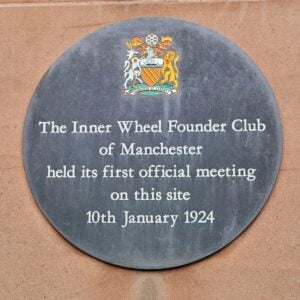 The Inner Wheel Founder Club
of Manchester
held its first official meeting
on this site
10th January 1924